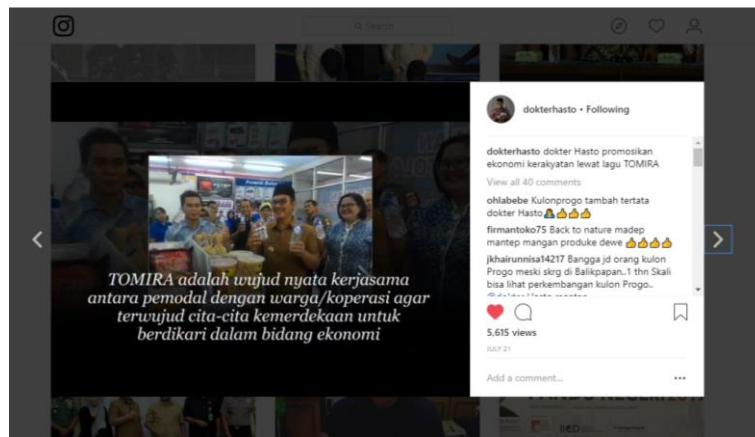 Search
dokterhasto • Following
TOMIRA adalah wujud nyata kerjasama
antara pemodal dengan warga/koperasi agar
terwujud cita-cita kemerdekaan untuk
berdikari dalam bidang ekonomi
dokterhasto dokter Hasto promosikan
ekonomi kerakyatan lewat lagu TOMIRA
View all 40 comments
ohlabebe Kulonprogo tambah tertata
dokter Hasto
firmantoko75 Back to nature madep
mantep mangan produke dewe
jkhairunnisa14217 Bangga jd orang kulon
Progo meski skrg di Balikpapan..1 thn Skali
bisa lihat perkembangan kulon Progo..
5,615 views
JULY 21
Add a comment...